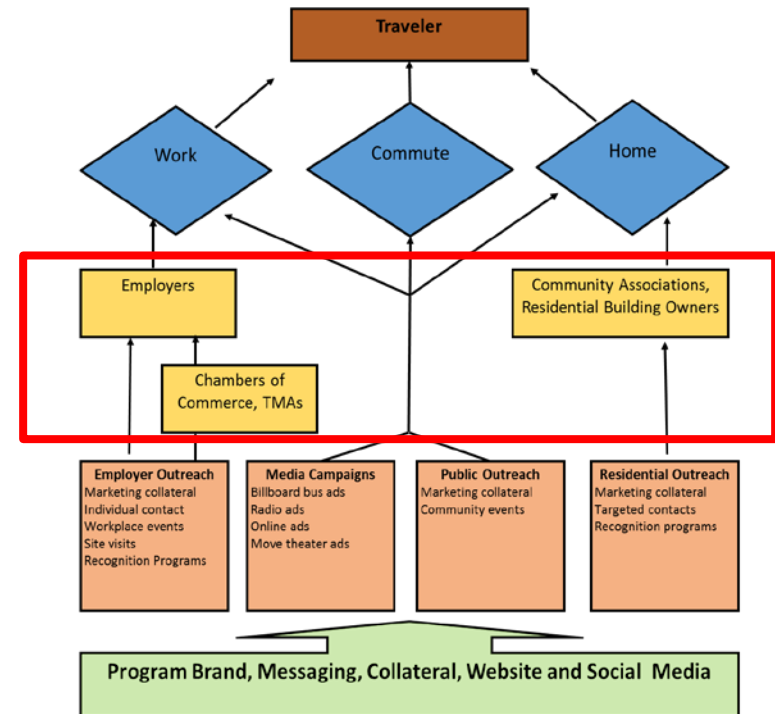 Traveler
Work
Commute
Home
Employers
Community Associations,
Residential Building Owners
Chambers of
Commerce, TMAs
Employer Outreach
Marketing collateral
Individual contact
Workplace events
Site visits
Recognition Programs
Media Campaigns
Billboard bus ads
Radio ads
Online ads
Move theater ads
Public Outreach
Marketing collateral
Community events
Residential Outreach
Marketing collateral
Targeted contacts
Recognition programs
Program Brand, Messaging, Collateral, Website and Social Media